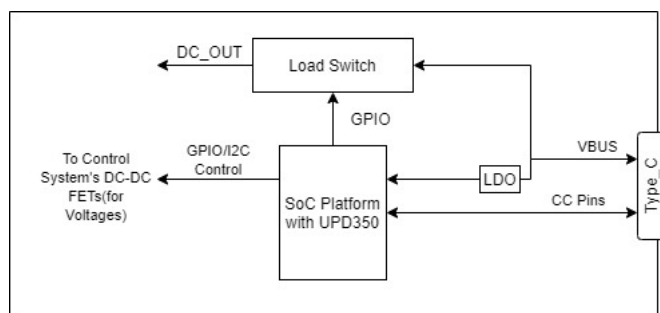 DC_OUT
Load Switch
GPIO
GPIO/I2C
Control
To Control
System's DC-DC
FETs(for
Voltages)
SoC Platform
with UPD350
LDO
VBUS
CC Pins
Type_C